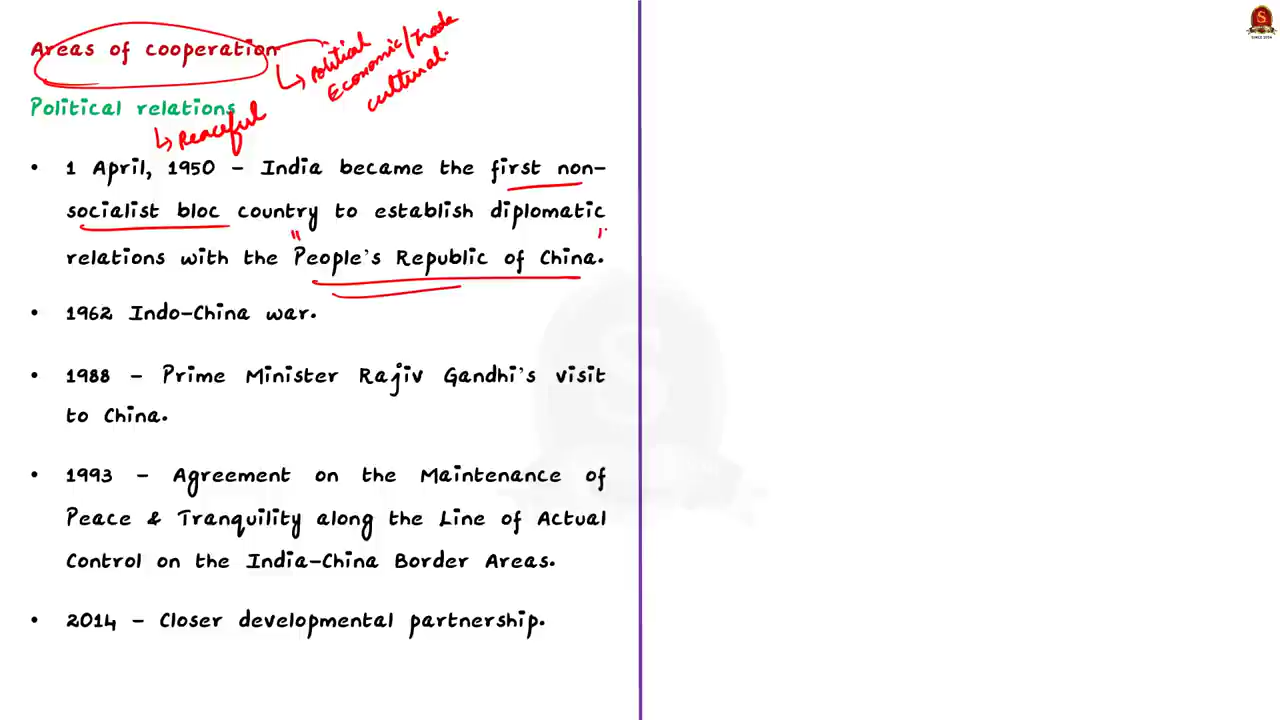 Areas of cooperation
Political
Economic/Trade
Cultural.
Political relations
Peaceful
• 1 April, 1950 – India became the first non-
socialist bloc country to establish diplomatic
relations with the "People's Republic of China."
• 1962 Indo-China war.
• 1988 – Prime Minister Rajiv Gandhi's visit
to China.
• 1993 – Agreement on the Maintenance of
Peace & Tranquility along the Line of Actual
Control on the India-China Border Areas.
• 2014 – Closer developmental partnership.